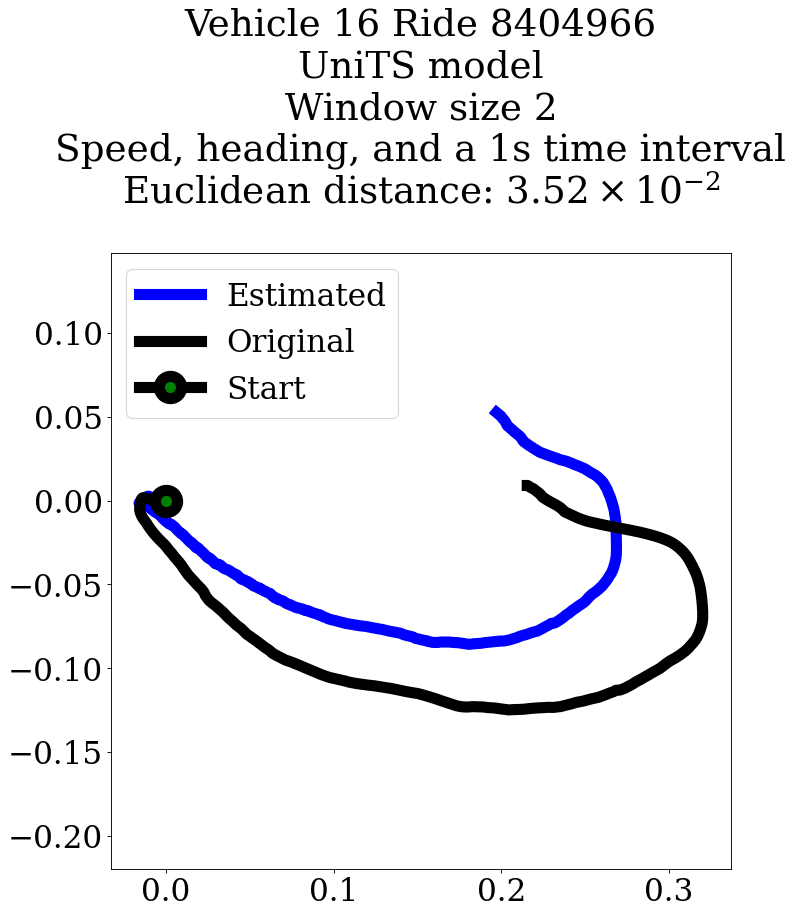 Vehicle 16 Ride 8404966
UniTS model
Window size 2
Speed, heading, and a 1s time interval
Euclidean distance: 3.52 × 10⁻²
Estimated
Original
Start
0.10
0.05
0.00
−0.05
−0.10
−0.15
−0.20
0.0 0.1 0.2 0.3